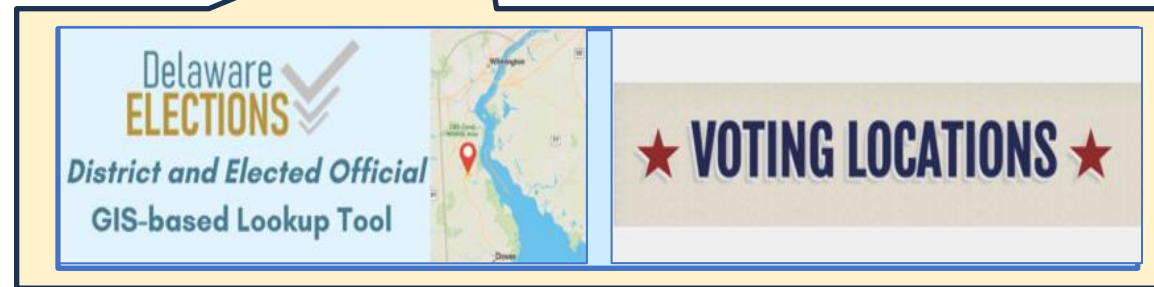 Delaware
ELECTIONS
District and Elected Official
GIS-based Lookup Tool
Wilmington
Dover
★ VOTING LOCATIONS ★